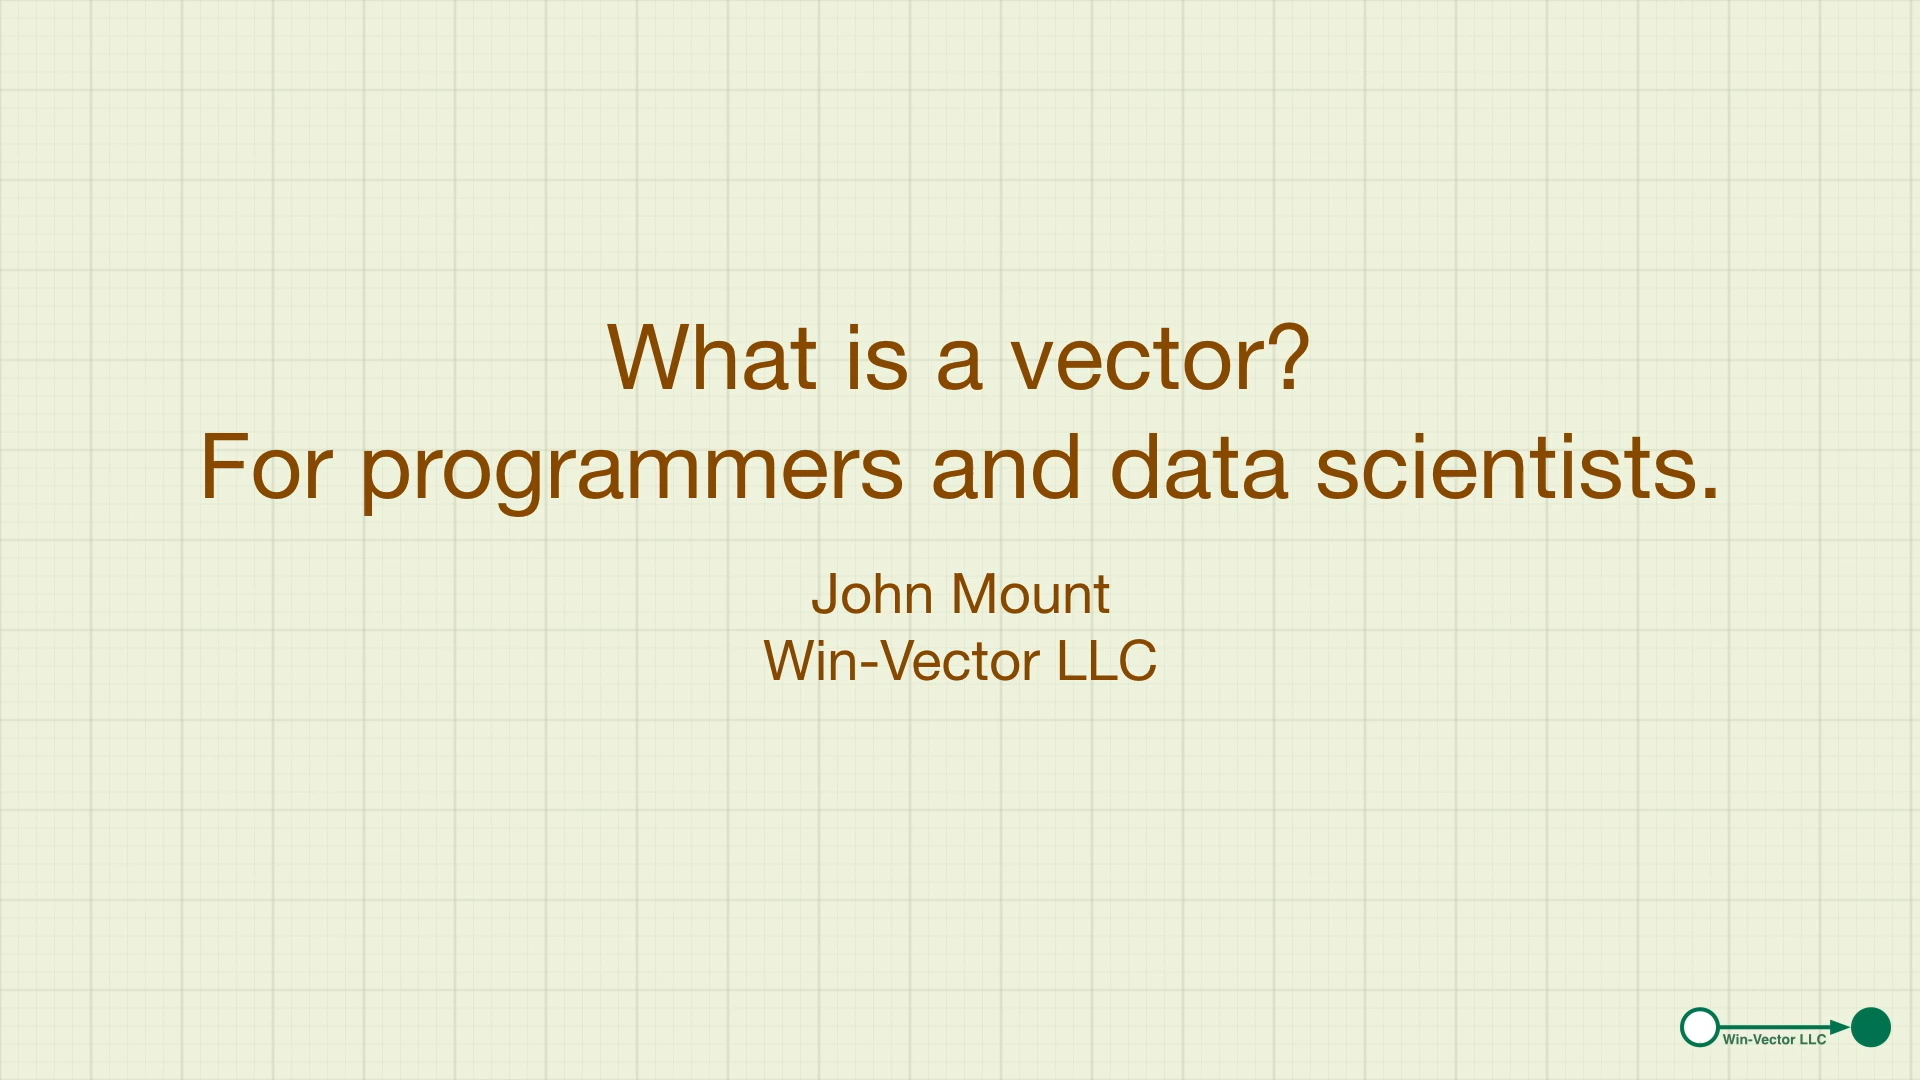 What is a vector?
For programmers and data scientists.
John Mount
Win-Vector LLC
Win-Vector LLC